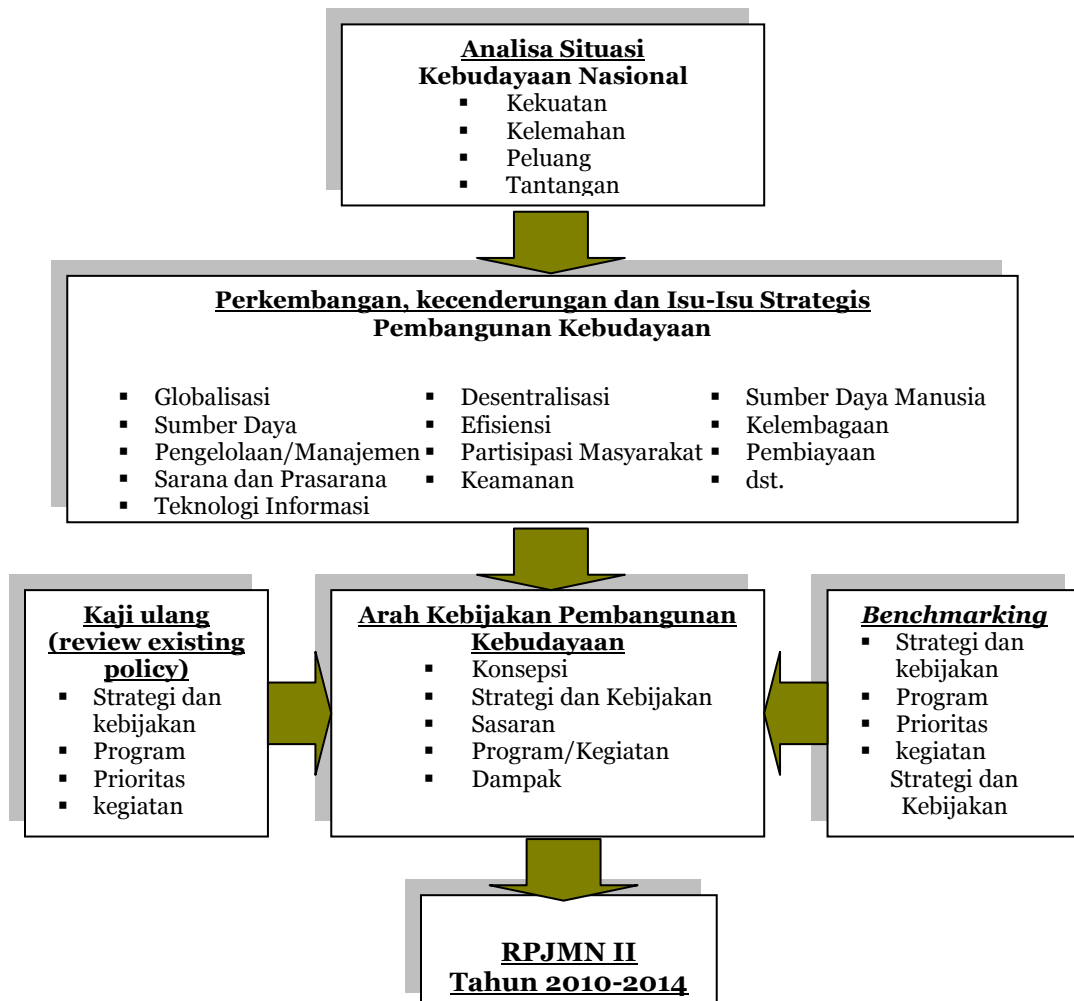 Analisa Situasi
Kebudayaan Nasional
▪ Kekuatan
▪ Kelemahan
▪ Peluang
▪ Tantangan
Perkembangan, kecenderungan dan Isu-Isu Strategis
Pembangunan Kebudayaan
▪ Globalisasi
▪ Sumber Daya
▪ Pengelolaan/Manajemen
▪ Sarana dan Prasarana
▪ Teknologi Informasi
▪ Desentralisasi
▪ Efisiensi
▪ Partisipasi Masyarakat
▪ Keamanan
▪ Sumber Daya Manusia
▪ Kelembagaan
▪ Pembiayaan
▪ dst.
Kaji ulang
(review existing
policy)
▪ Strategi dan
kebijakan
▪ Program
▪ Prioritas
▪ kegiatan
Arah Kebijakan Pembangunan
Kebudayaan
▪ Konsepsi
▪ Strategi dan Kebijakan
▪ Sasaran
▪ Program/Kegiatan
▪ Dampak
Benchmarking
▪ Strategi dan
kebijakan
▪ Program
▪ Prioritas
▪ kegiatan
Strategi dan
Kebijakan
RPJMN II
Tahun 2010-2014